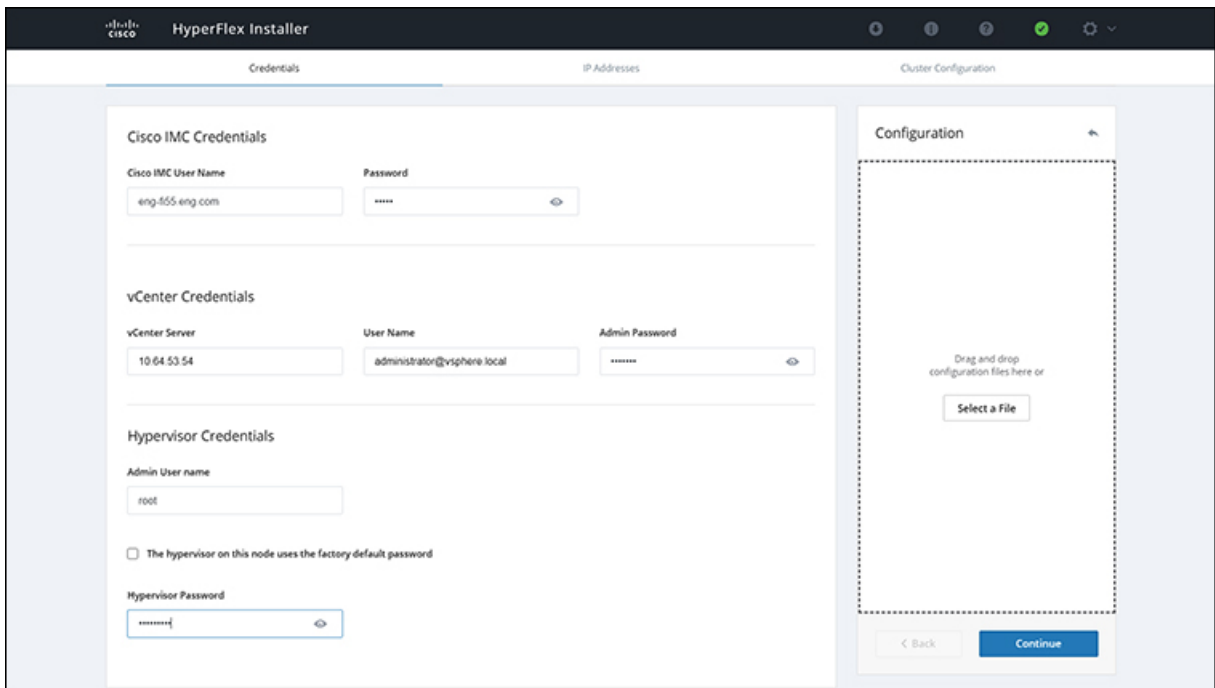 CISCO HyperFlex Installer
Credentials IP Addresses Cluster Configuration
Cisco IMC Credentials
Cisco IMC User Name Password
eng-fi55.eng.com •••••
vCenter Credentials
vCenter Server User Name Admin Password
10.64.53.54 administrator@vsphere.local •••••••
Hypervisor Credentials
Admin User name
root
The hypervisor on this node uses the factory default password
Hypervisor Password
••••••••••
Configuration
Drag and drop
configuration files here or
Select a File
< Back Continue